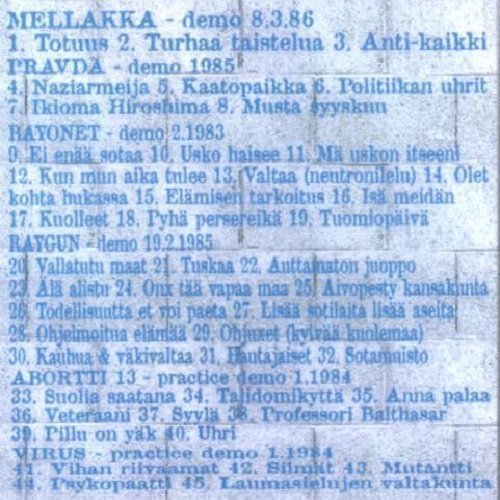 MELLAKKA - demo 8.3.86
1. Totuus 2. Turhaa taistelua 3. Anti-kaikki
PRAVDA - demo 1985
4. Naziarmeija 5. Kaatopaikka 6. Politiikan uhrit
7. Ikioma Hiroshima 8. Musta syyskuu
BAYONET - demo 2.1983
9. Ei enää sotaa 10. Usko haisee 11. Mä uskon itseeni
12. Kun mun aika tulee 13. Valtaa (neutronilelu) 14. Olet
kohta hukassa 15. Elämisen tarkoitus 16. Isä meidän
17. Kuolleet 18. Pyhä persereikä 19. Tuomiopäivä
RAYGUN - demo 19.2.1985
20. Vallatutu maat 21. Tuskaa 22. Auttamaton juoppo
23. Älä alistu 24. Onx tää vapaa maa 25. Aivopesty kansakunta
26. Todellisuutta et voi paeta 27. Lisää sotilaita lisää aseita
28. Ohjelmoitua elämää 29. Ohjuxet (kylvää kuolemaa)
30. Kauhua & väkivaltaa 31. Hautajaiset 32. Sotamuisto
ABORTTI 13 - practice demo 1.1984
33. Suolia saatana 34. Talidomikyttä 35. Anna palaa
36. Veteraani 37. Syylä 38. Professori Balthasar
39. Pillu on yäk 40. Uhri
VIRUS - practice demo 1.1984
41. Vihan riivaamat 42. Silmät 43. Mutantti
44. Psykopaatti 45. Laumasielujen valtakunta